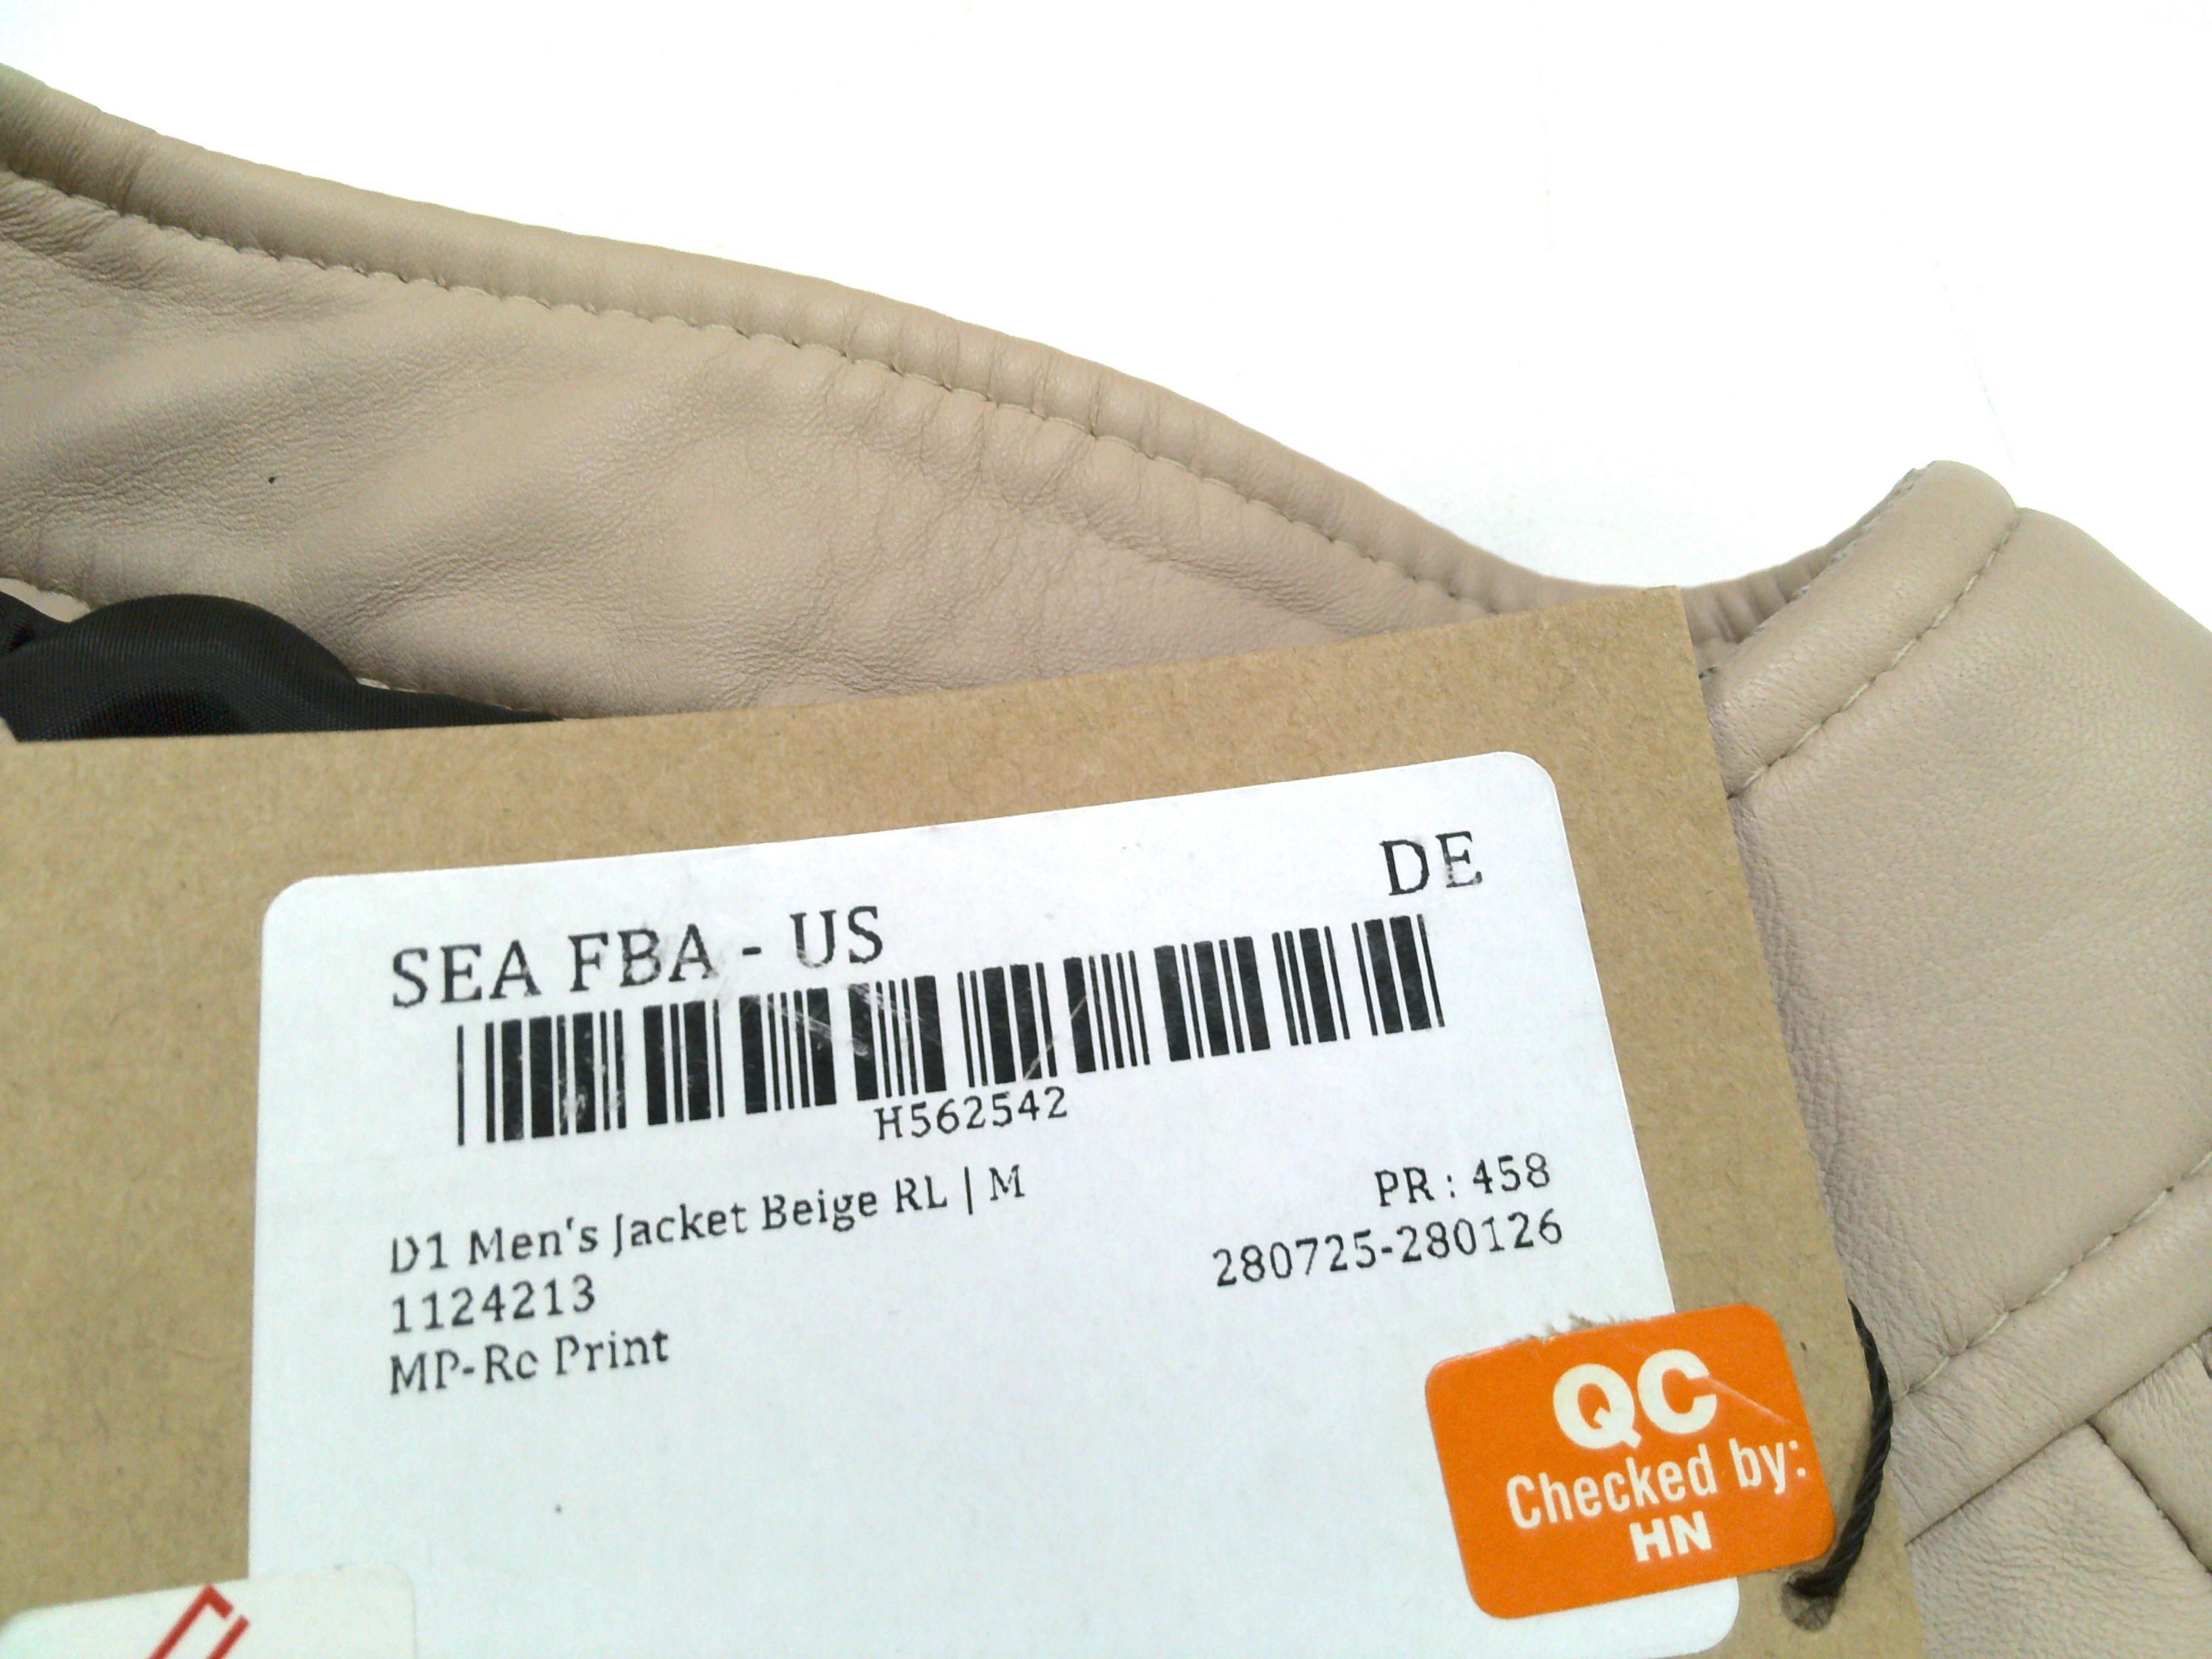 SEA FBA - US DE
H562542
D1 Men's Jacket Beige RL | M
1124213
MP-Rc Print
PR : 458
280725-280126
QC
Checked by:
HN